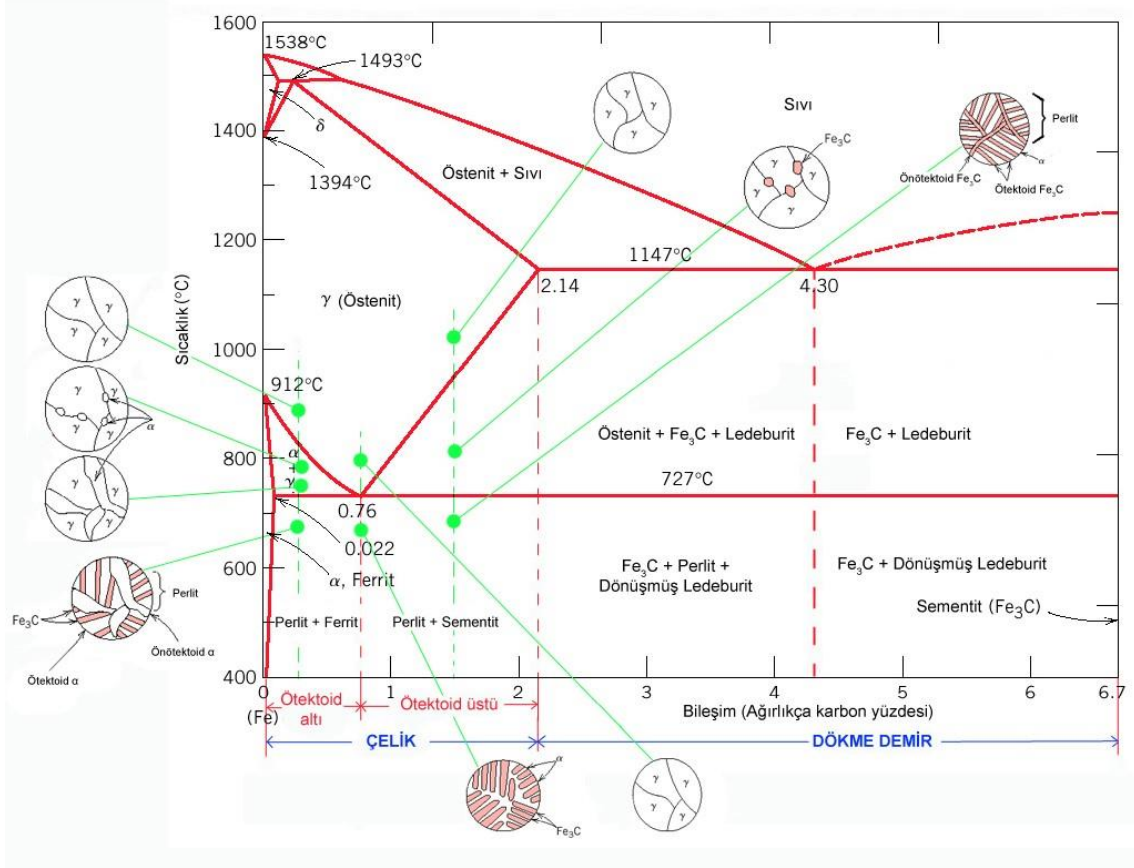 1600
1538°C
1493°C
δ
1400
1394°C
Östenit + Sıvı
Sıvı
γ
γ
γ
γ
Fe₃C
γ
γ
γ
γ
Perlit
α
Önötektoid Fe₃C
Ötektoid Fe₃C
1200
1147°C
2.14
4.30
γ (Östenit)
Sıcaklık (°C)
1000
γ
γ
γ
γ
912°C
γ
γ
γ
γ
α
800
α
+
γ
Östenit + Fe₃C + Ledeburit
Fe₃C + Ledeburit
γ
γ
γ
γ
727°C
0.76
0.022
600
α, Ferrit
Fe₃C + Perlit +
Dönüşmüş Ledeburit
Fe₃C + Dönüşmüş Ledeburit
Sementit (Fe₃C)
Perlit
Fe₃C
Önötektoid α
Ötektoid α
Perlit + Ferrit
Perlit + Sementit
400
0
1
2
3
4
5
6
6.7
(Fe)
Ötektoid
altı
Ötektoid üstü
Bileşim (Ağırlıkça karbon yüzdesi)
ÇELİK
DÖKME DEMİR
α
Fe₃C
γ
γ
γ
γ